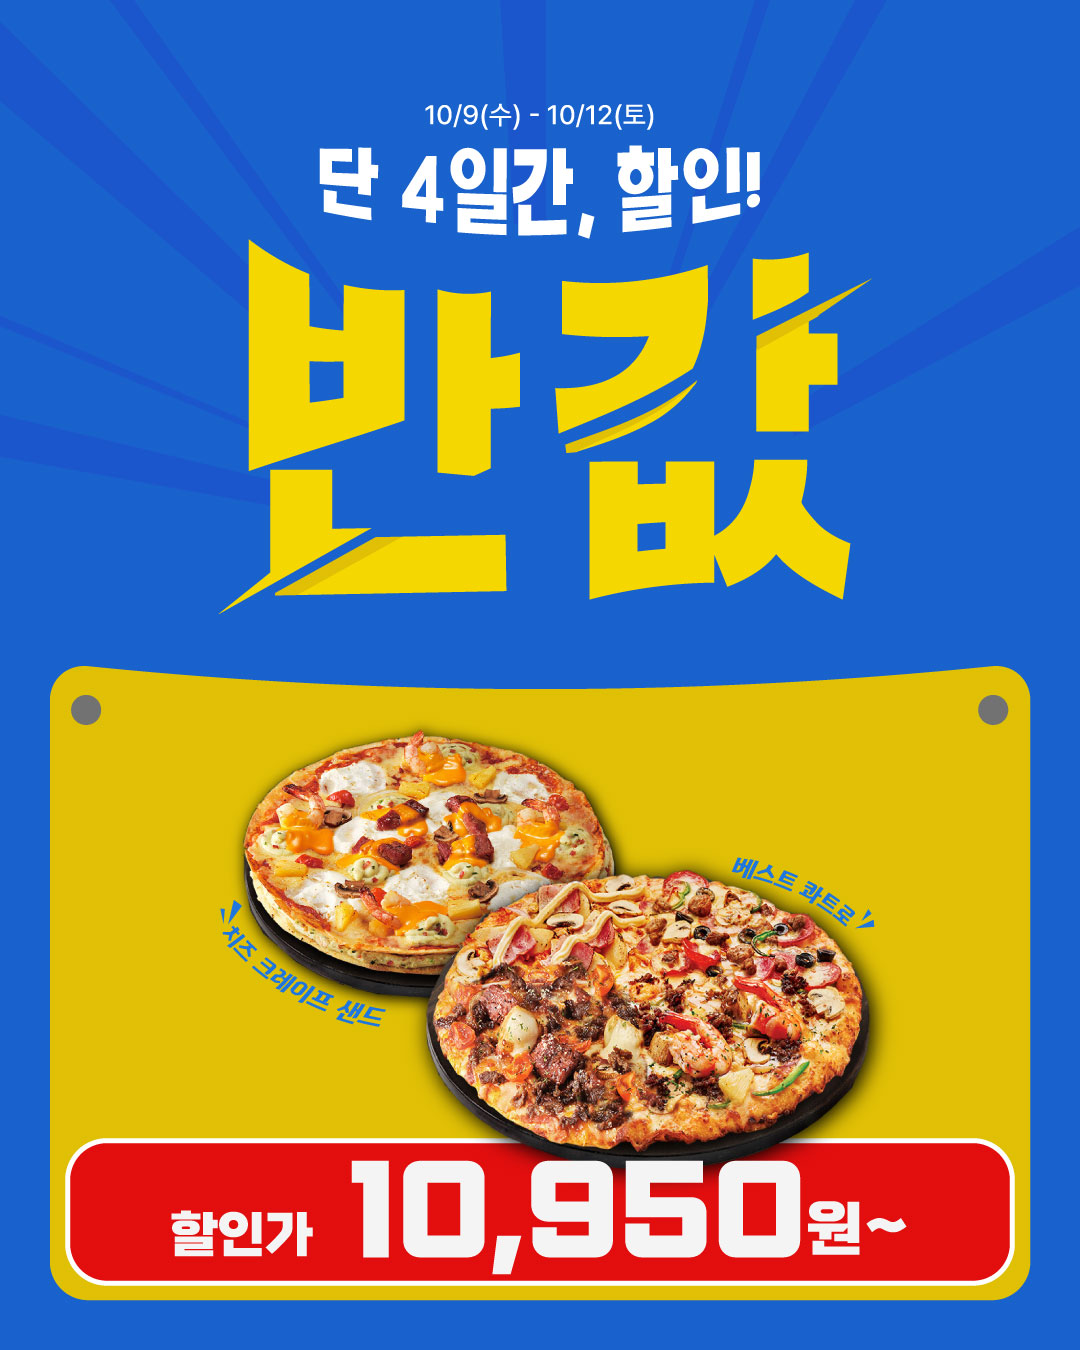 10/9(수) - 10/12(토)
단 4일간, 할인!
반값
베스트 콰트로
치즈 크레이프 샌드
할인가 10,950원~